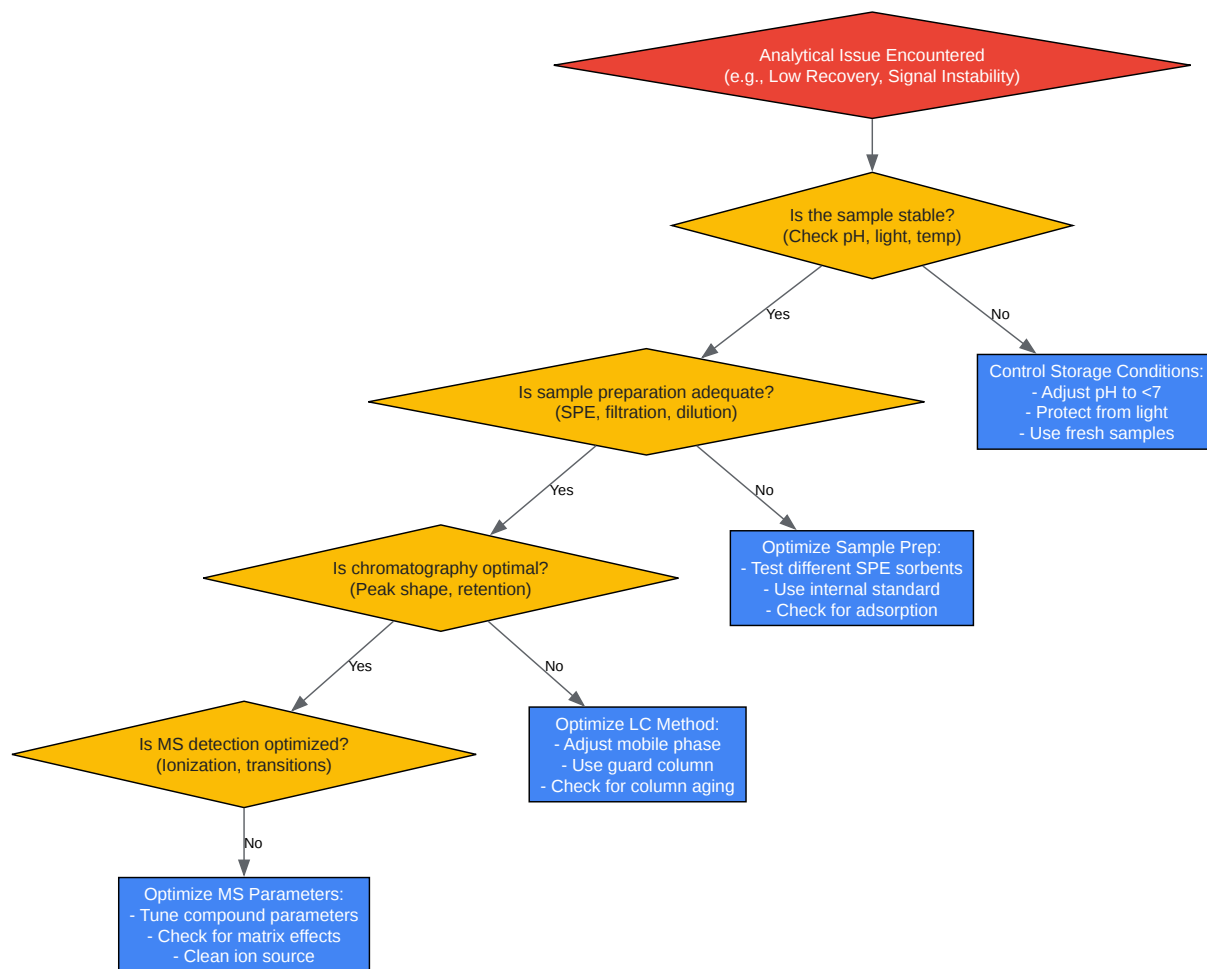 Analytical Issue Encountered
(e.g., Low Recovery, Signal Instability)
Is the sample stable?
(Check pH, light, temp)
Yes
No
Is sample preparation adequate?
(SPE, filtration, dilution)
Control Storage Conditions:
- Adjust pH to <7
- Protect from light
- Use fresh samples
Yes
No
Is chromatography optimal?
(Peak shape, retention)
Optimize Sample Prep:
- Test different SPE sorbents
- Use internal standard
- Check for adsorption
Yes
No
Is MS detection optimized?
(Ionization, transitions)
Optimize LC Method:
- Adjust mobile phase
- Use guard column
- Check for column aging
No
Optimize MS Parameters:
- Tune compound parameters
- Check for matrix effects
- Clean ion source